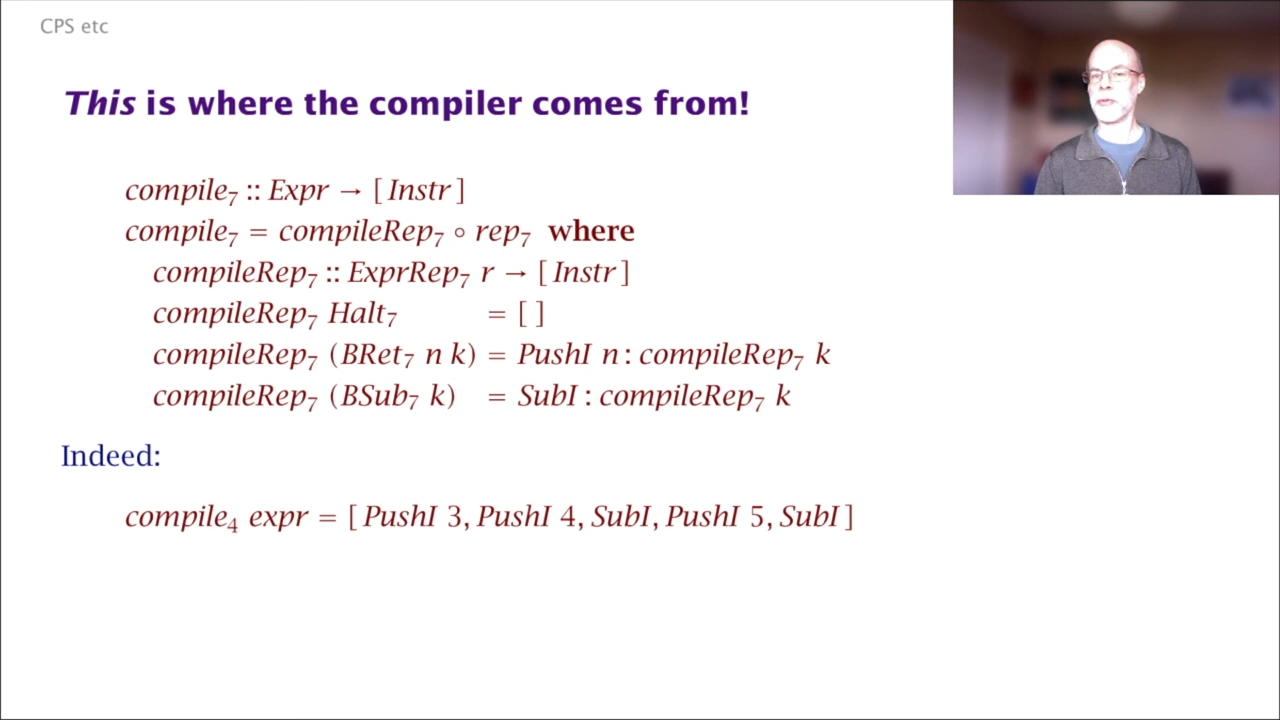 CPS etc
This is where the compiler comes from!
compile₇ :: Expr → [Instr]
compile₇ = compileRep₇ ∘ rep₇ where
compileRep₇ :: ExprRep₇ r → [Instr]
compileRep₇ Halt₇ = [ ]
compileRep₇ (BRet₇ n k) = PushI n : compileRep₇ k
compileRep₇ (BSub₇ k) = SubI : compileRep₇ k
Indeed:
compile₄ expr = [PushI 3, PushI 4, SubI, PushI 5, SubI]